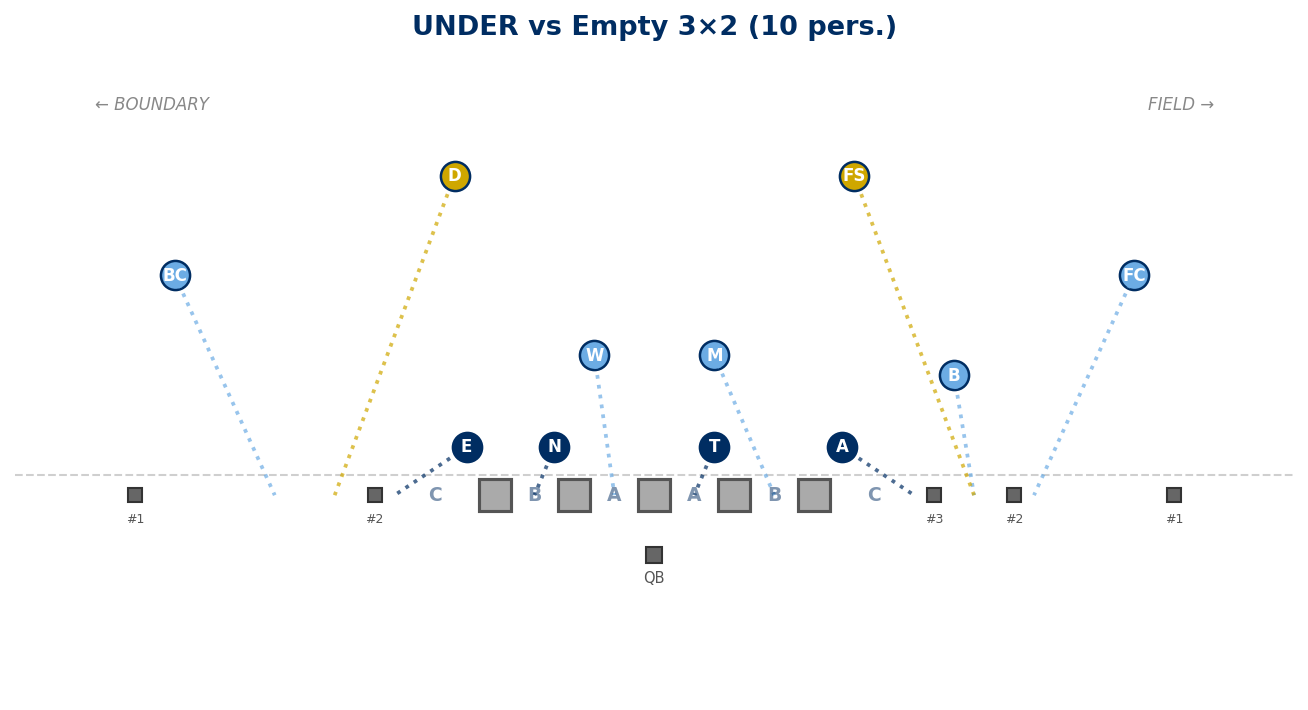 UNDER vs Empty 3×2 (10 pers.)
← BOUNDARY
FIELD →
D
FS
BC
FC
W
M
B
E
N
T
A
C
B
A
A
B
C
#1
#2
#3
#2
#1
QB